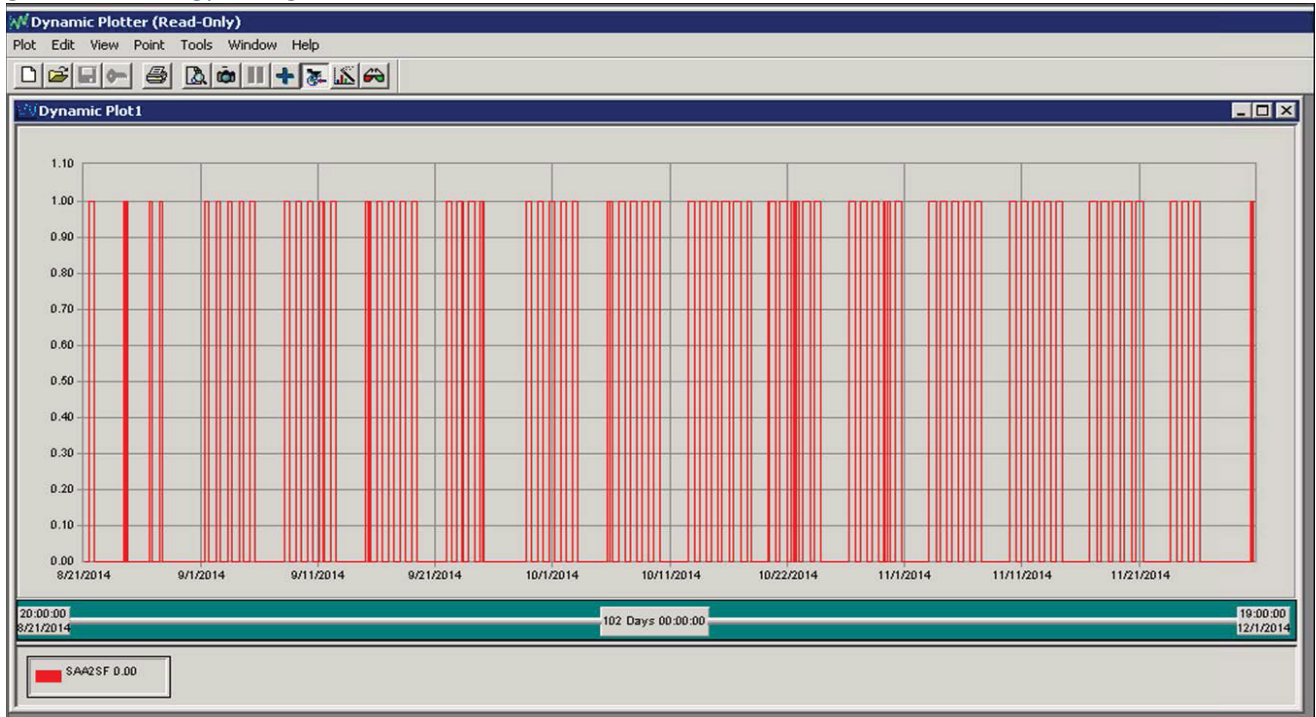 Dynamic Plotter (Read-Only)
Plot Edit View Point Tools Window Help
Dynamic Plot1
1.10
1.00
0.90
0.80
0.70
0.60
0.50
0.40
0.30
0.20
0.10
0.00
8/21/2014 9/1/2014 9/11/2014 9/21/2014 10/1/2014 10/11/2014 10/22/2014 11/1/2014 11/11/2014 11/21/2014
20:00:00 102 Days 00:00:00 19:00:00
8/21/2014 12/1/2014
SAA2SF 0.00